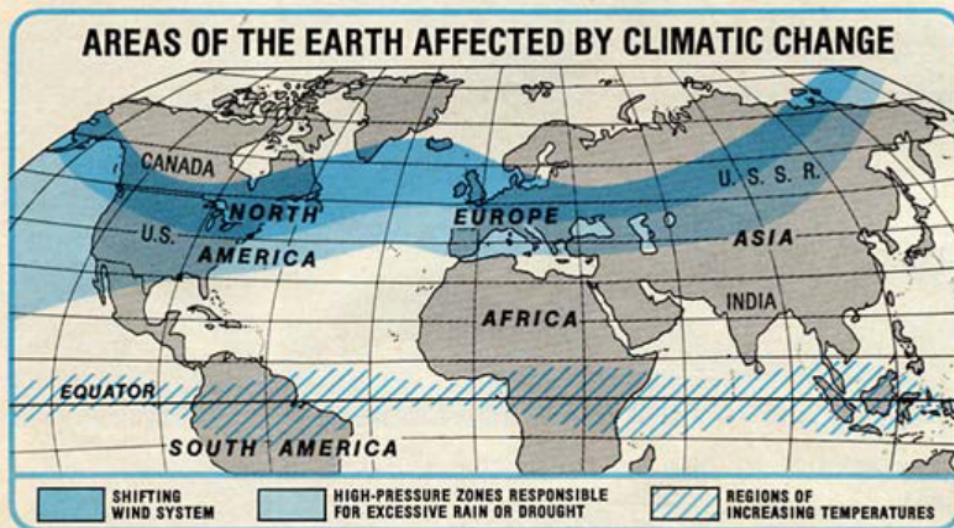 AREAS OF THE EARTH AFFECTED BY CLIMATIC CHANGE
CANADA
U. S. S. R.
NORTH
EUROPE
U.S.
ASIA
AMERICA
INDIA
AFRICA
EQUATOR
SOUTH AMERICA
SHIFTING
WIND SYSTEM
HIGH-PRESSURE ZONES RESPONSIBLE
FOR EXCESSIVE RAIN OR DROUGHT
REGIONS OF
INCREASING TEMPERATURES